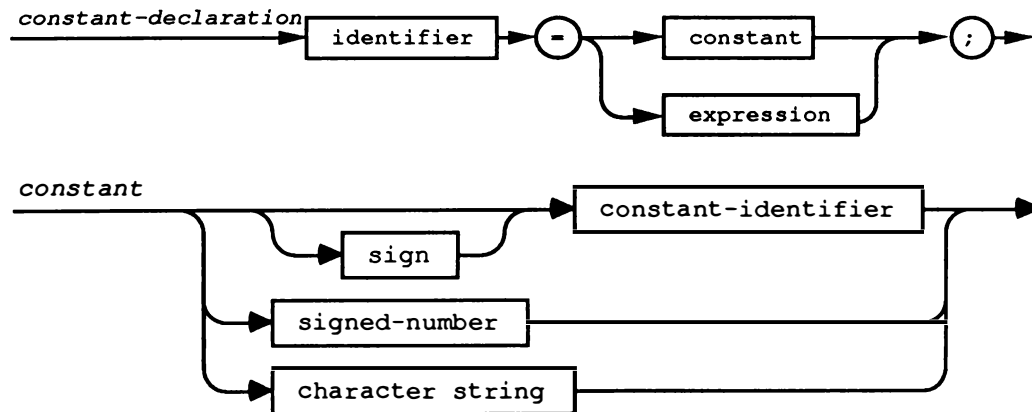 constant-declaration
identifier = constant ;
expression
constant
constant-identifier
sign
signed-number
character string